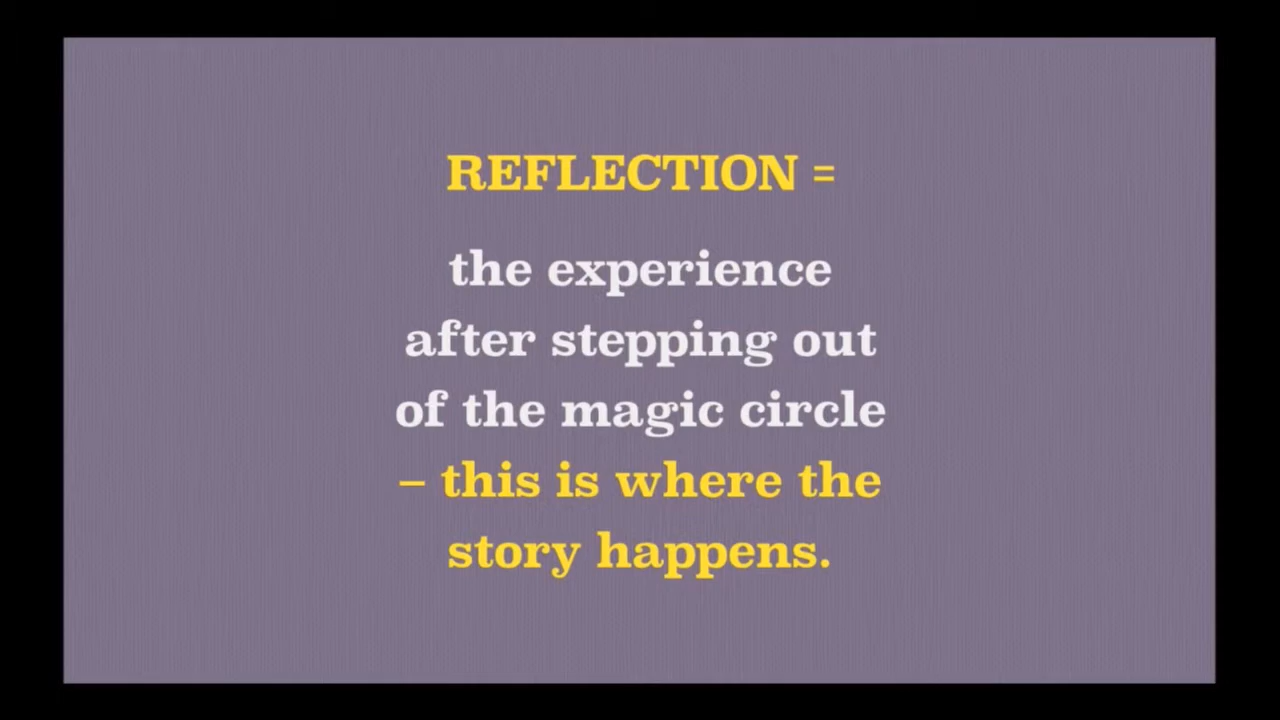 REFLECTION =
the experience
after stepping out
of the magic circle
– this is where the
story happens.